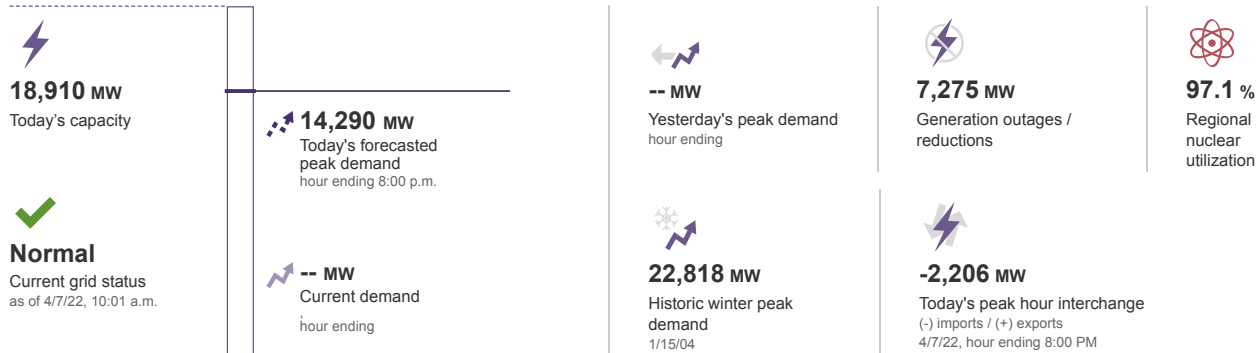 18,910 MW
Today's capacity
Normal
Current grid status
as of 4/7/22, 10:01 a.m.
14,290 MW
Today's forecasted
peak demand
hour ending 8:00 p.m.
-- MW
Current demand
,
hour ending
-- MW
Yesterday's peak demand
hour ending
7,275 MW
Generation outages /
reductions
97.1 %
Regional
nuclear
utilization
22,818 MW
Historic winter peak
demand
1/15/04
-2,206 MW
Today's peak hour interchange
(-) imports / (+) exports
4/7/22, hour ending 8:00 PM